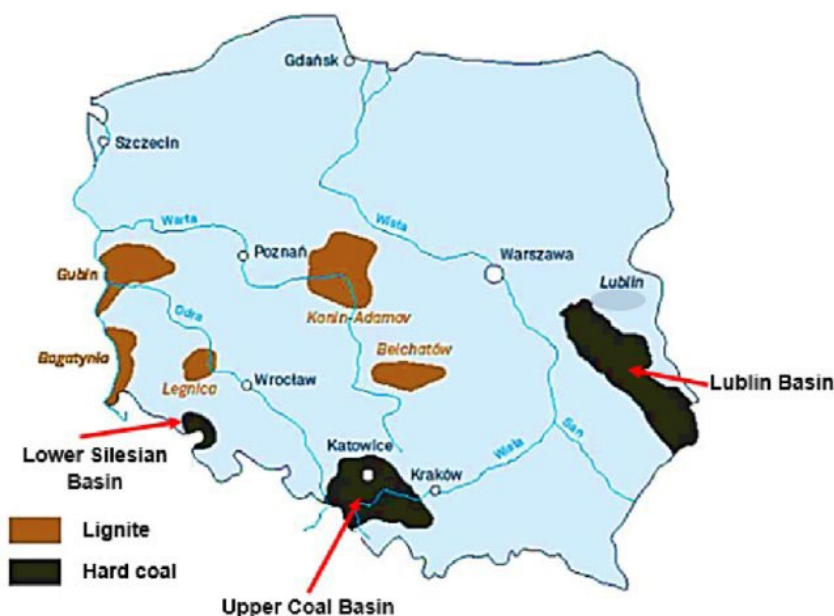 Gdańsk
Szczecin
Warta
Wisła
Poznań
Warszawa
Gubin
Lublin
Konin-Adamov
Odra
Bełchatów
Bogatynia
Legnica
Wrocław
Lublin Basin
Lower Silesian
Basin
Katowice
Kraków
Wisła
San
Lignite
Hard coal
Upper Coal Basin